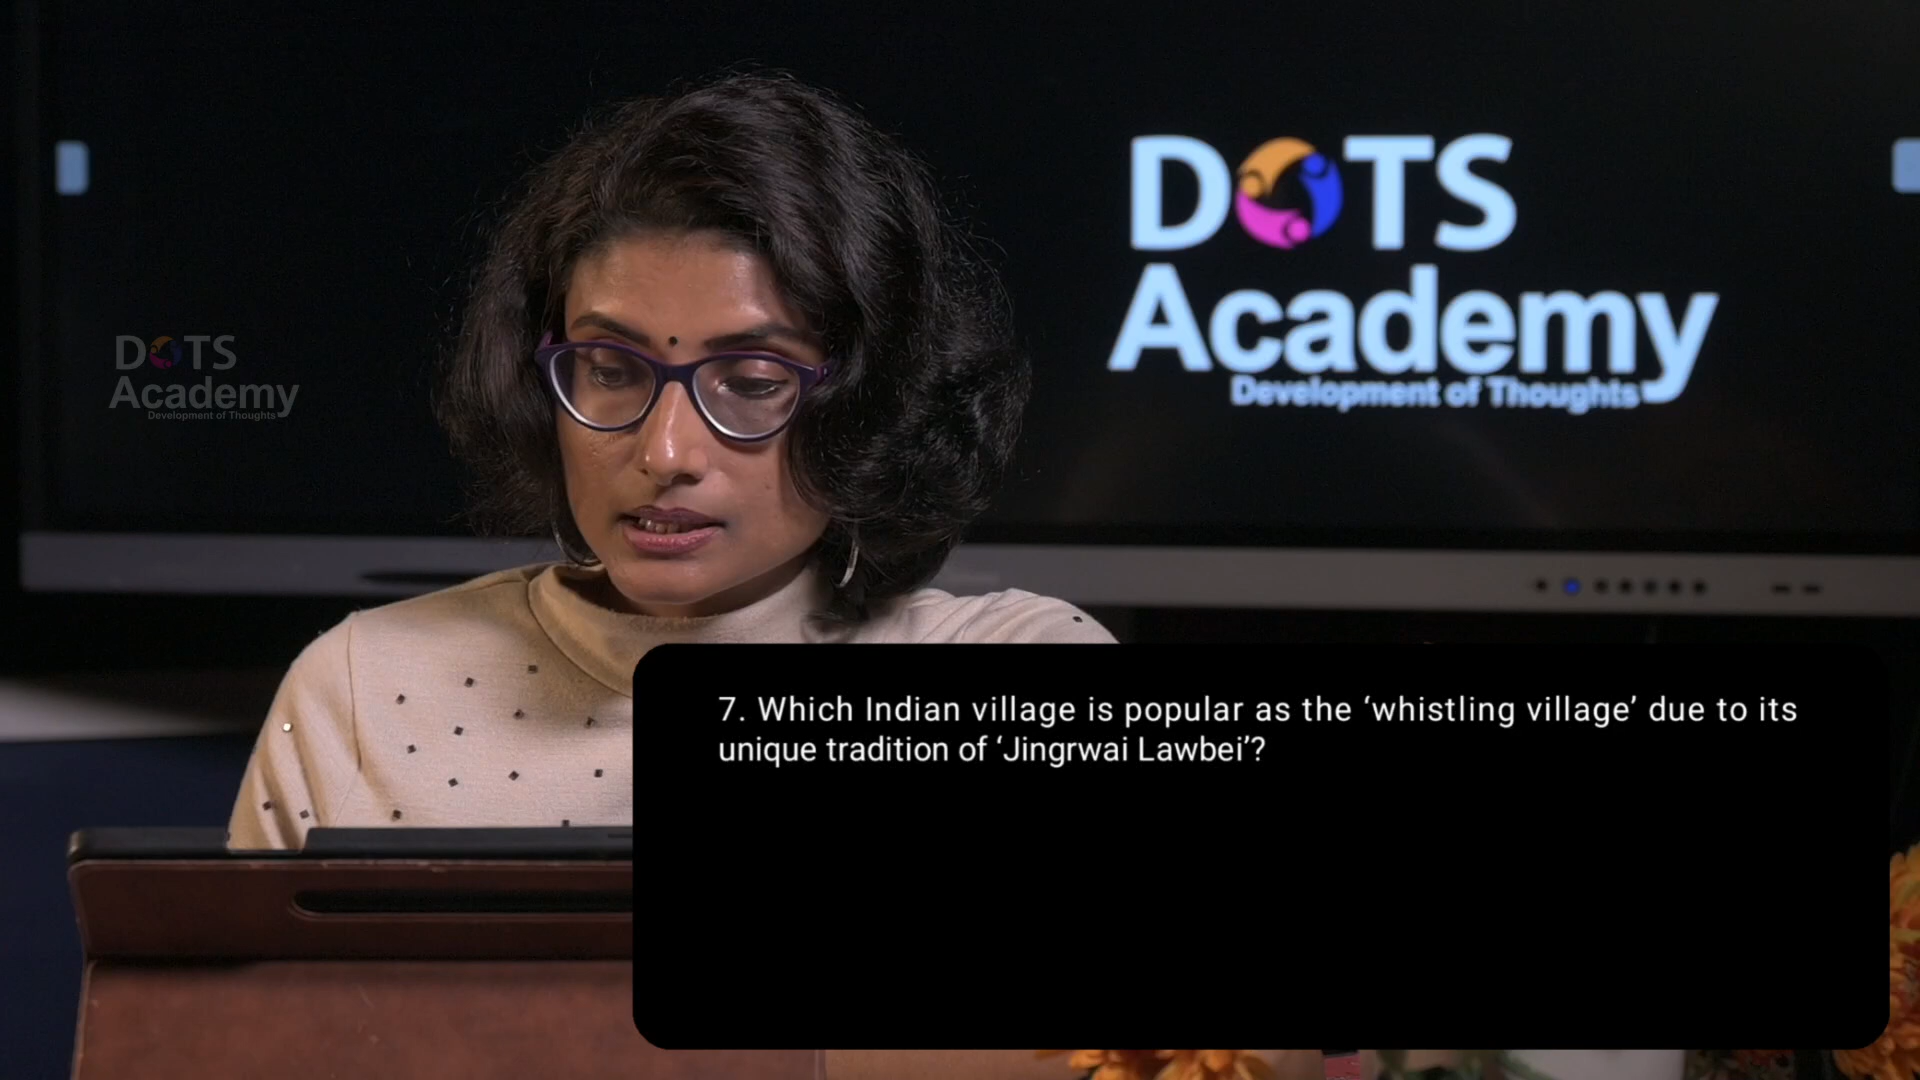 DOTS
Academy
Development of Thoughts
DOTS
Academy
Development of Thoughts
7. Which Indian village is popular as the ‘whistling village’ due to its
unique tradition of ‘Jingrwai Lawbei’?